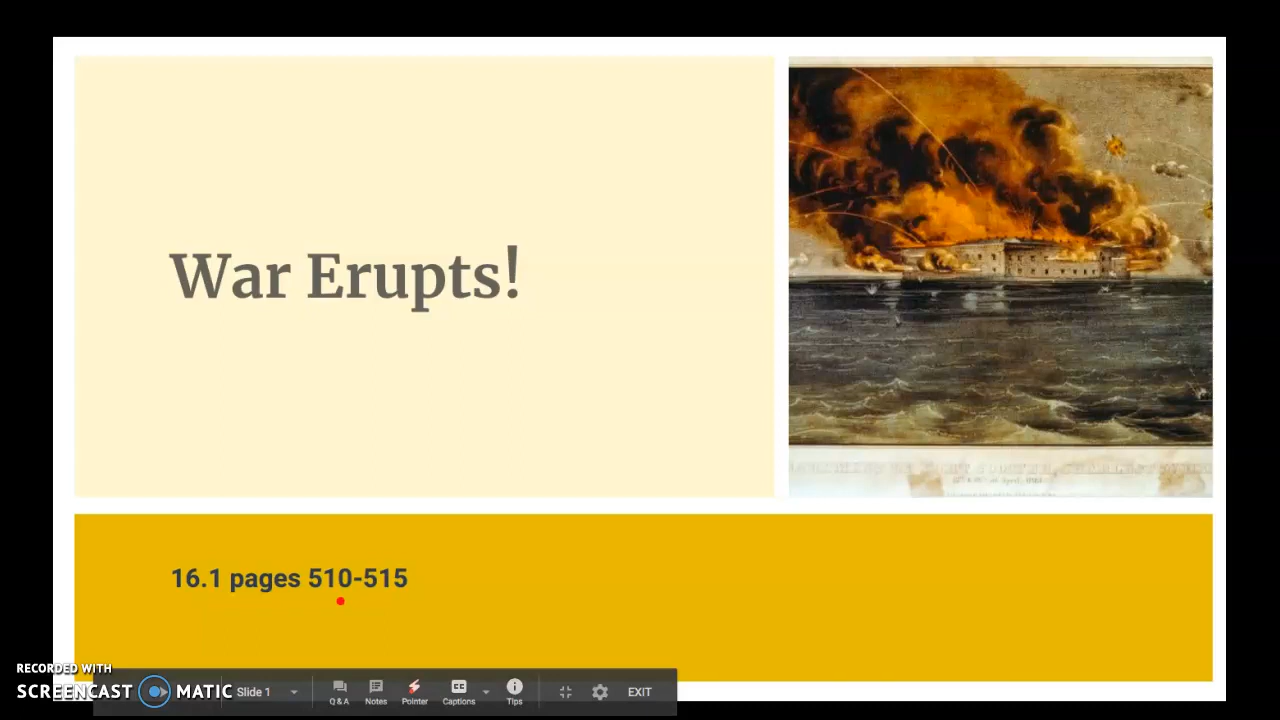 War Erupts!
16.1 pages 510-515
RECORDED WITH
SCREENCAST MATIC
Slide 1
Q&A
Notes
Pointer
Captions
Tips
EXIT